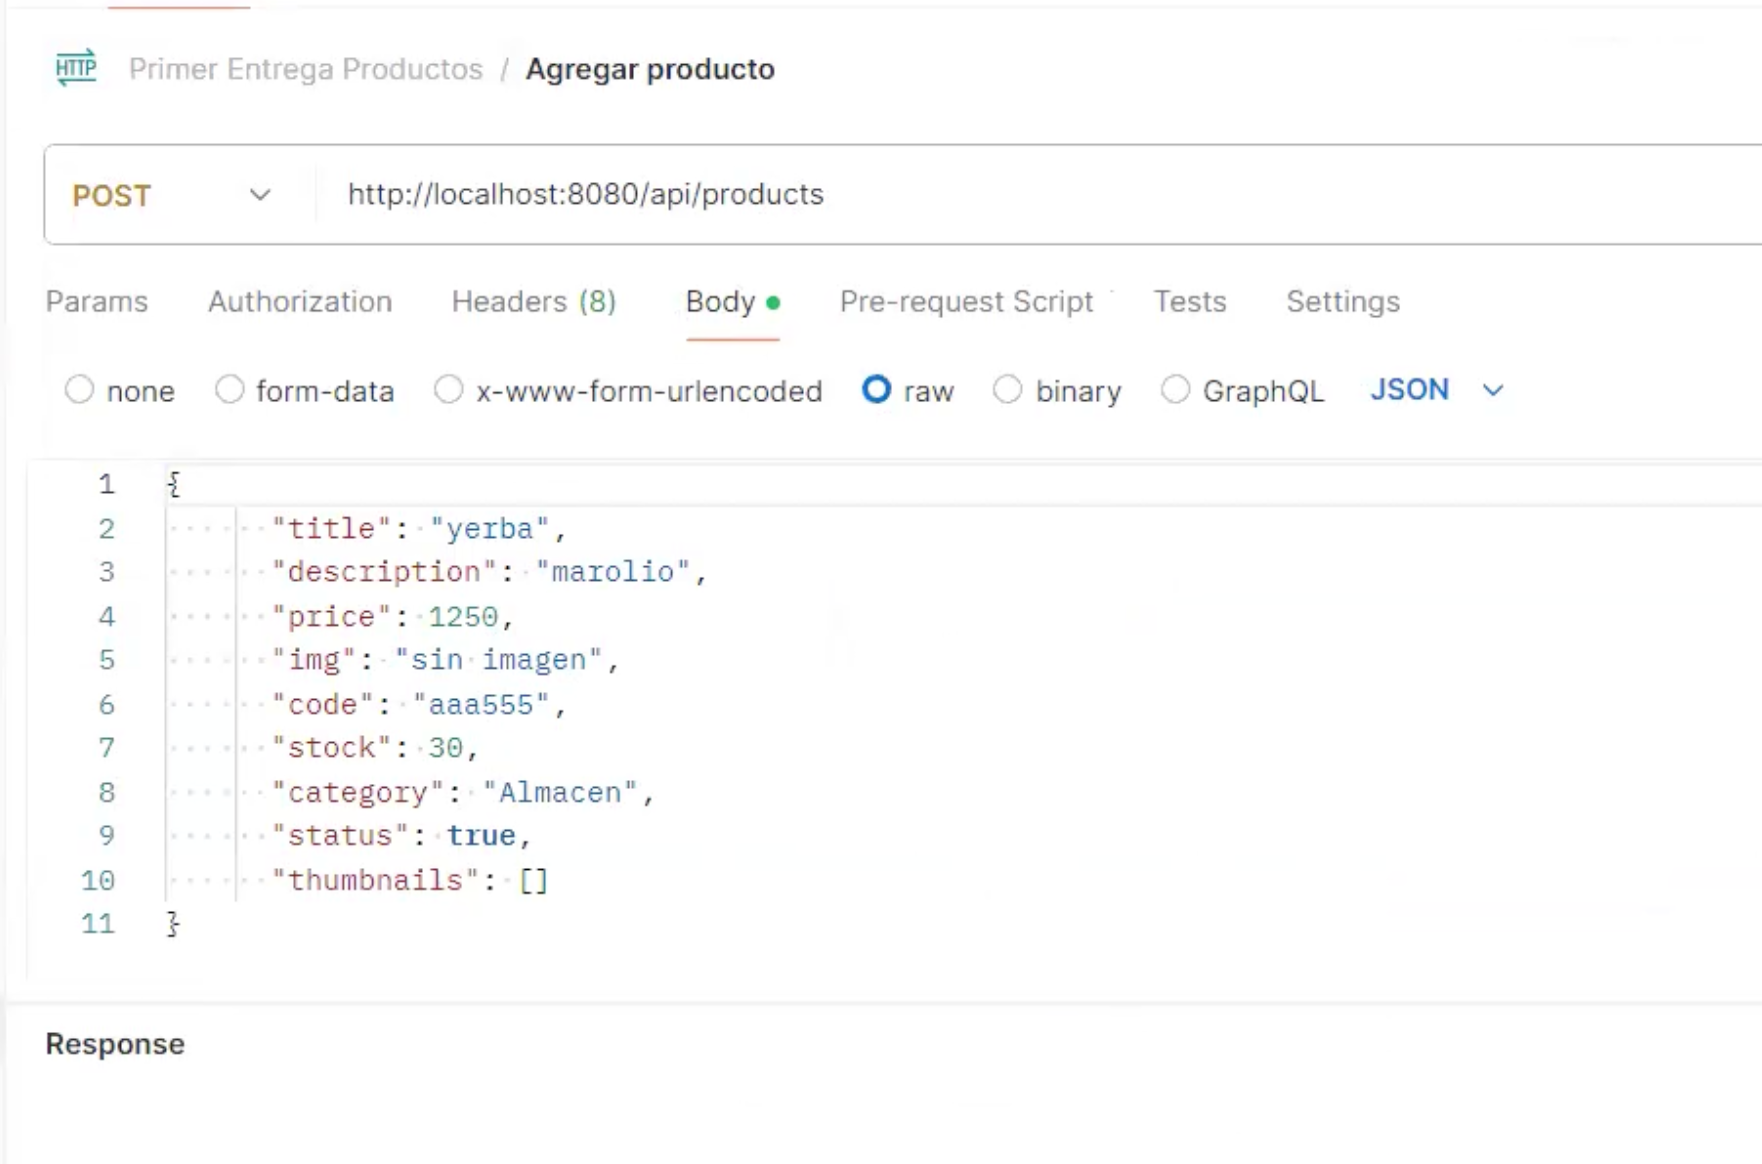 HTTP Primer Entrega Productos / Agregar producto
POST http://localhost:8080/api/products
Params Authorization Headers (8) Body Pre-request Script Tests Settings
none form-data x-www-form-urlencoded raw binary GraphQL JSON
1 {
2 "title": "yerba",
3 "description": "marolio",
4 "price": 1250,
5 "img": "sin imagen",
6 "code": "aaa555",
7 "stock": 30,
8 "category": "Almacen",
9 "status": true,
10 "thumbnails": []
11 }
Response